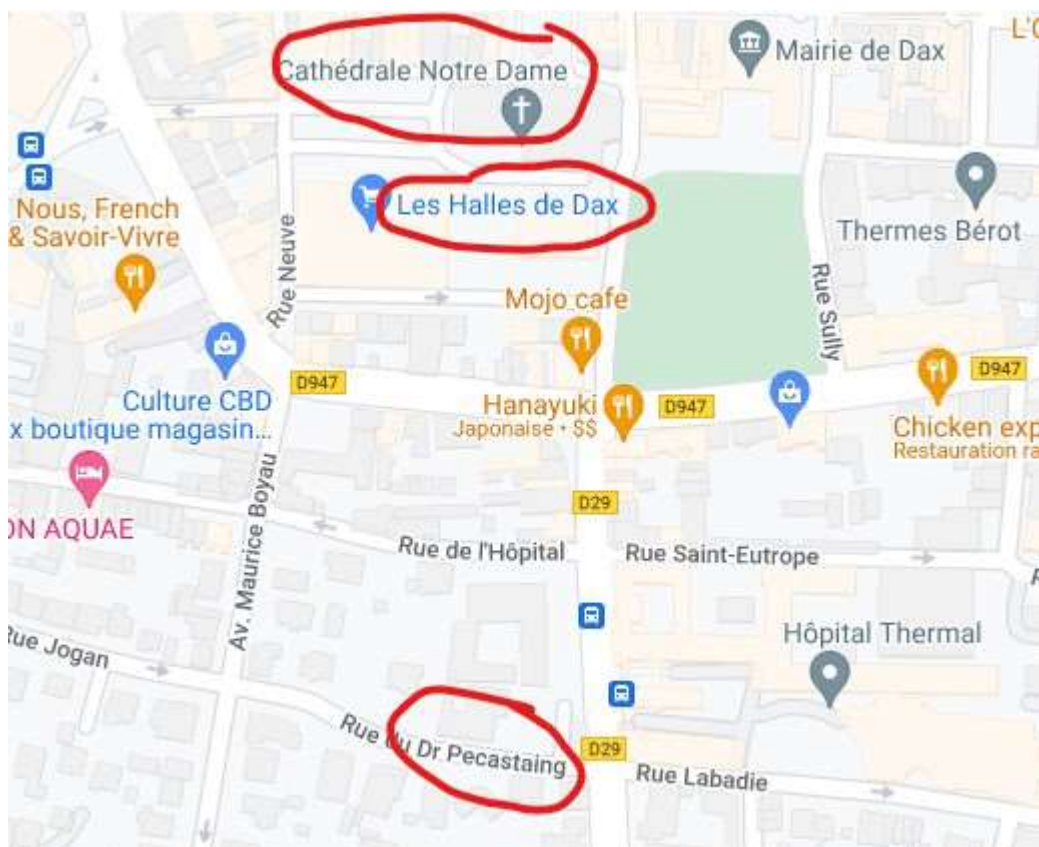 L'O
Cathédrale Notre Dame
Mairie de Dax
Nous, French
& Savoir-Vivre
Les Halles de Dax
Thermes Bérot
Rue Neuve
Rue Sully
Mojo cafe
D947
D947
D947
Culture CBD
x boutique magasin...
Hanayuki
Japonaise • $$
Chicken exp
Restauration ra
ON AQUAE
D29
Av. Maurice Boyau
Rue de l'Hôpital
Rue Saint-Eutrope
R
Rue Jogan
Hôpital Thermal
Rue du Dr Pecastaing
D29
Rue Labadie